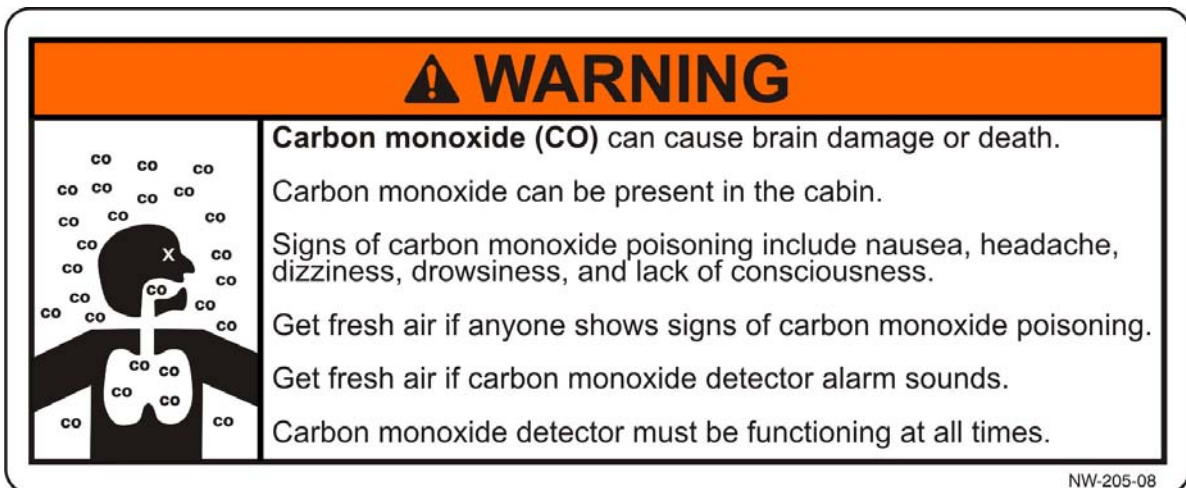 WARNING
co co co
co co co co
co co co
co X co
co co
co co co
co co co
co co
co co
co co
Carbon monoxide (CO) can cause brain damage or death.
Carbon monoxide can be present in the cabin.
Signs of carbon monoxide poisoning include nausea, headache,
dizziness, drowsiness, and lack of consciousness.
Get fresh air if anyone shows signs of carbon monoxide poisoning.
Get fresh air if carbon monoxide detector alarm sounds.
Carbon monoxide detector must be functioning at all times.
NW-205-08